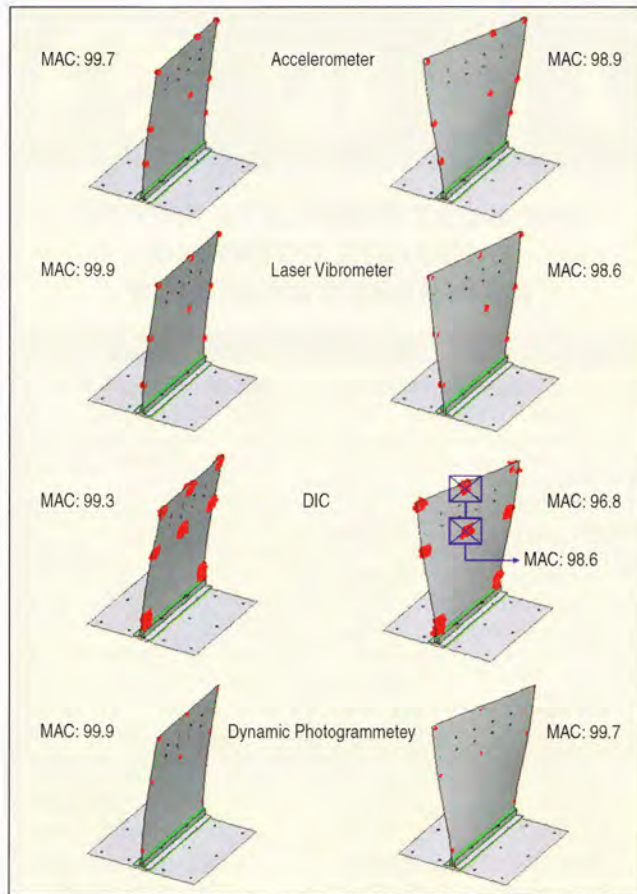 MAC: 99.7 Accelerometer MAC: 98.9
MAC: 99.9 Laser Vibrometer MAC: 98.6
MAC: 99.3 DIC MAC: 96.8
MAC: 98.6
MAC: 99.9 Dynamic Photogrammetey MAC: 99.7